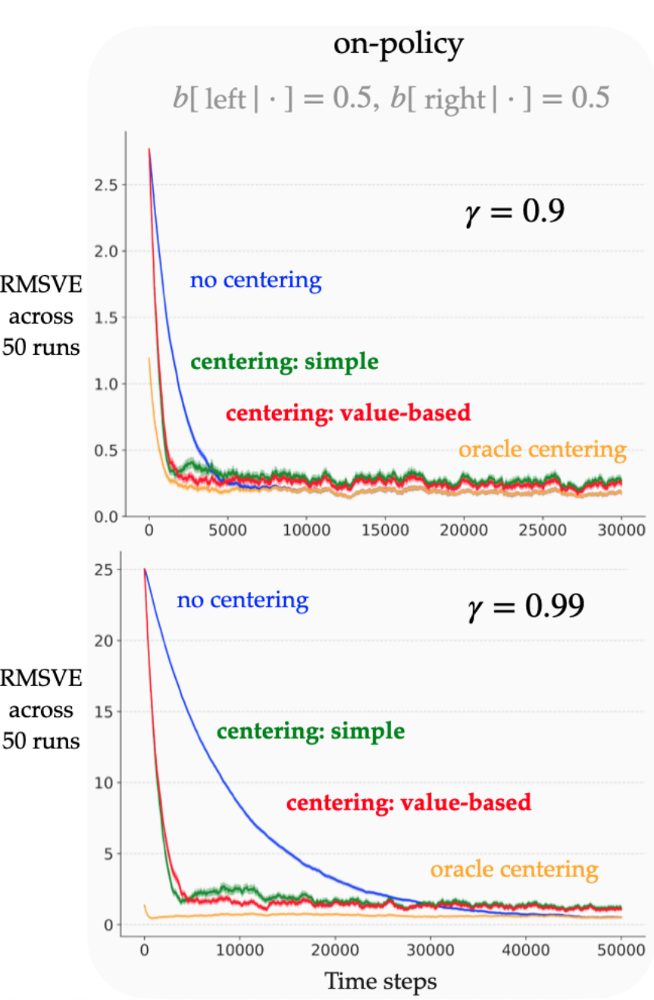 on-policy
b[ left | · ] = 0.5, b[ right | · ] = 0.5
2.5
2.0
1.5
1.0
0.5
0.0
γ = 0.9
no centering
RMSVE
across
50 runs
centering: simple
centering: value-based
oracle centering
0 5000 10000 15000 20000 25000 30000
25
20
15
10
5
0
no centering
γ = 0.99
RMSVE
across
50 runs
centering: simple
centering: value-based
oracle centering
0 10000 20000 30000 40000 50000
Time steps